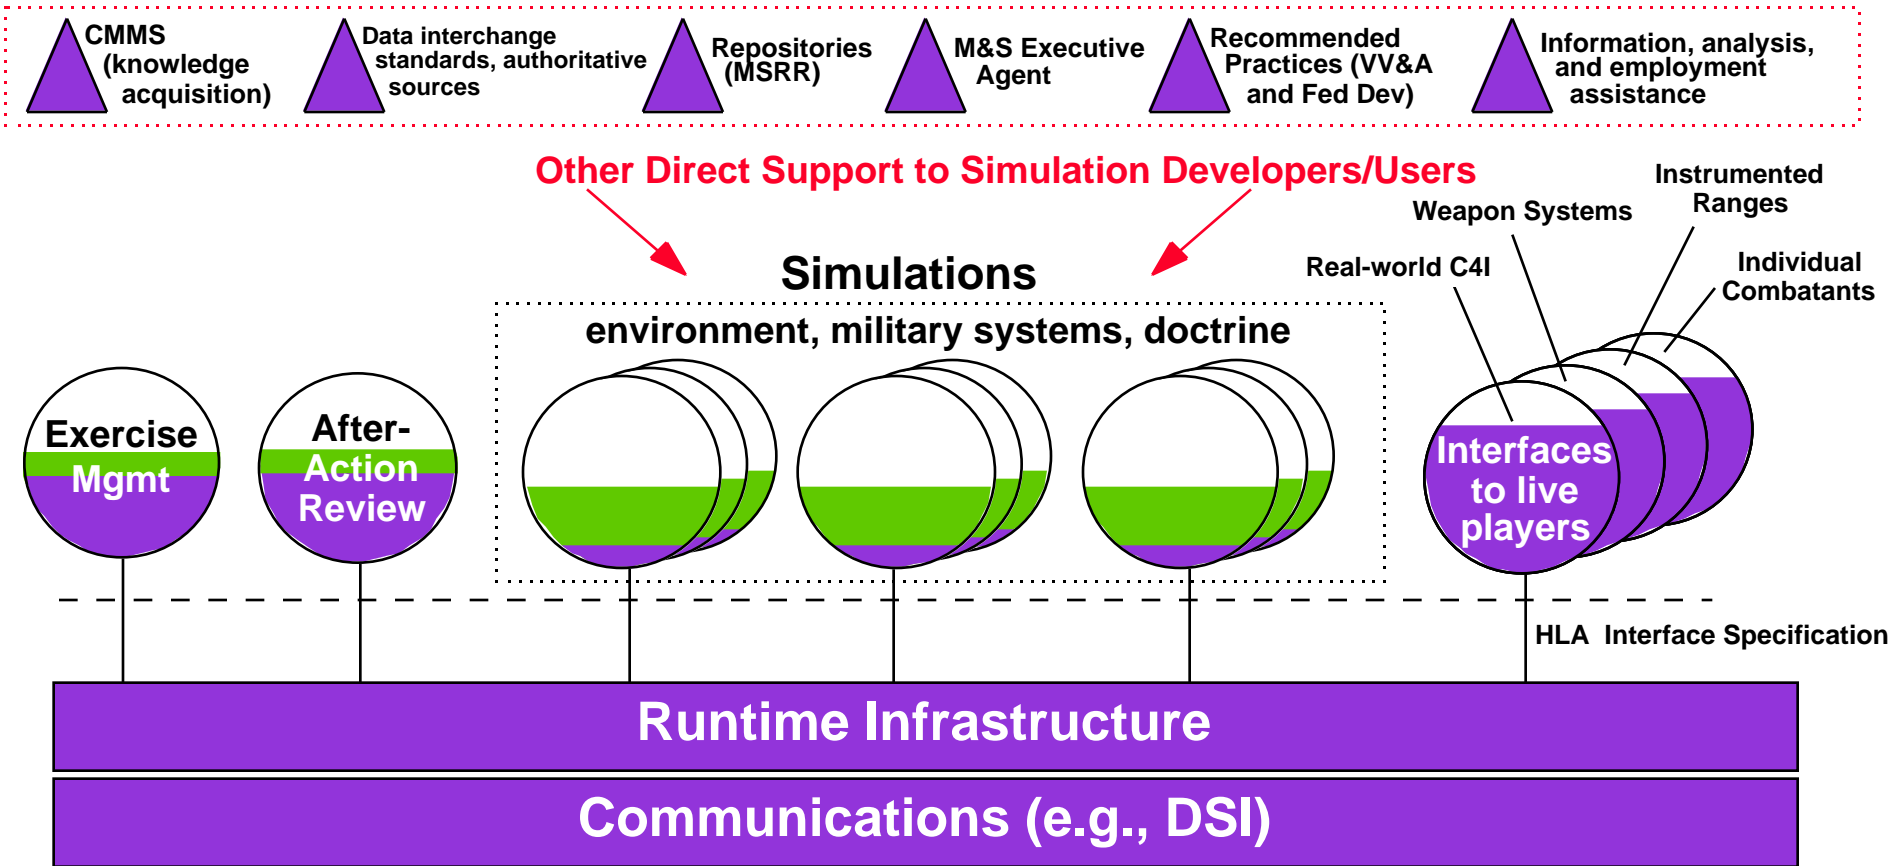 CMMS
(knowledge
acquisition)
Data interchange
standards, authoritative
sources
Repositories
(MSRR)
M&S Executive
Agent
Recommended
Practices (VV&A
and Fed Dev)
Information, analysis,
and employment
assistance
Other Direct Support to Simulation Developers/Users
Instrumented
Ranges
Weapon Systems
Real-world C4I
Individual
Combatants
Simulations
environment, military systems, doctrine
Exercise
Mgmt
After-
Action
Review
Interfaces
to live
players
HLA Interface Specification
Runtime Infrastructure
Communications (e.g., DSI)